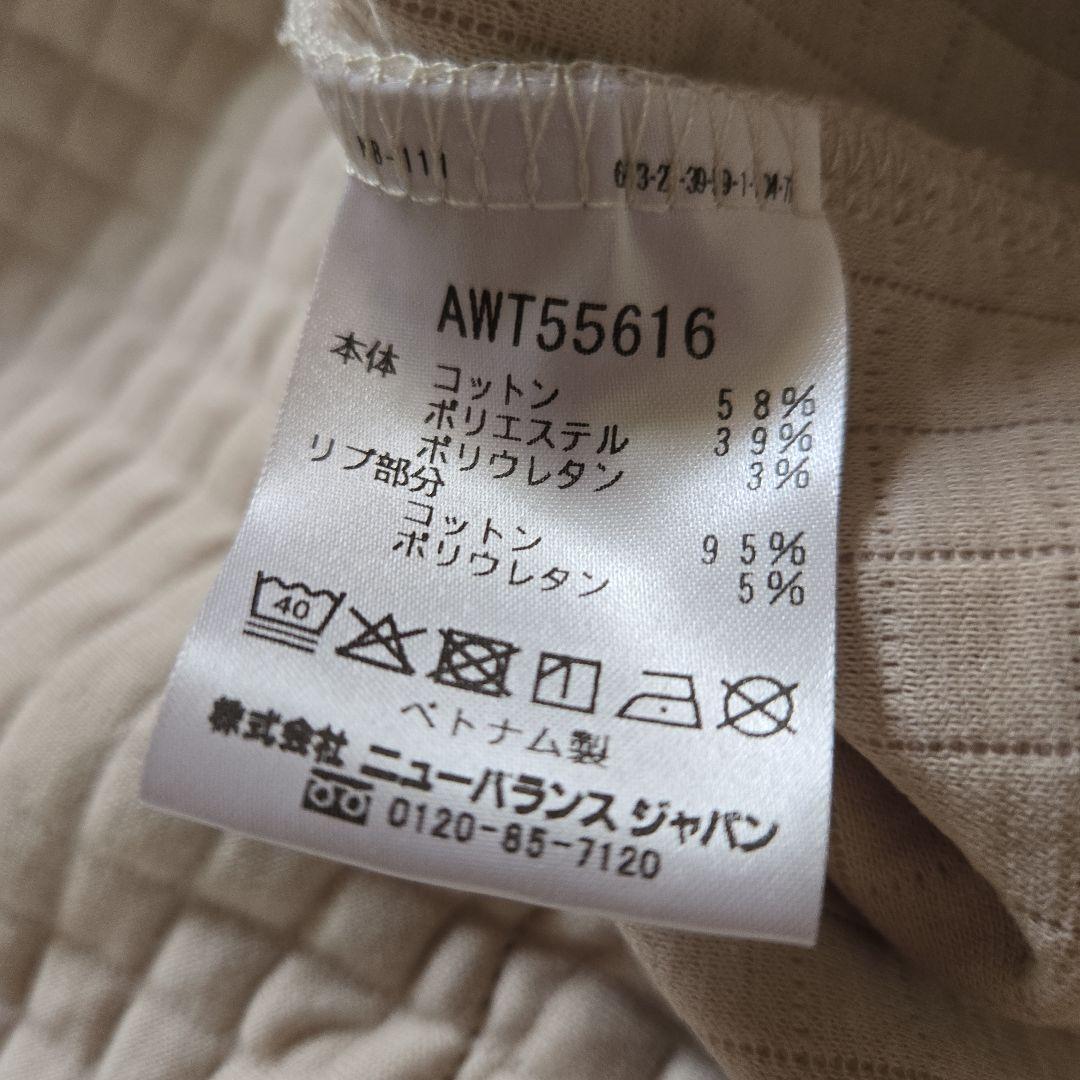 AWT55616
本体 コットン 58%
ポリエステル 39%
ポリウレタン 3%
リブ部分
コットン 95%
ポリウレタン 5%
40
ベトナム製
株式会社 ニューバランス ジャパン
0120-85-7120